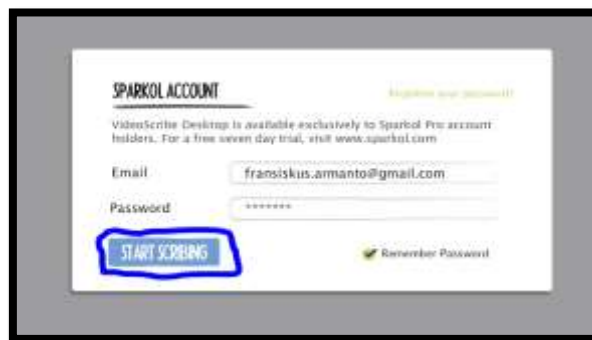 SPARKOL ACCOUNT
VideoScribe Desktop is available exclusively to Sparkol Pro account
holders. For a free seven day trial, visit www.sparkol.com
Email fransiskus.armanto@gmail.com
Password *******
START SCRIBING
Remember Password